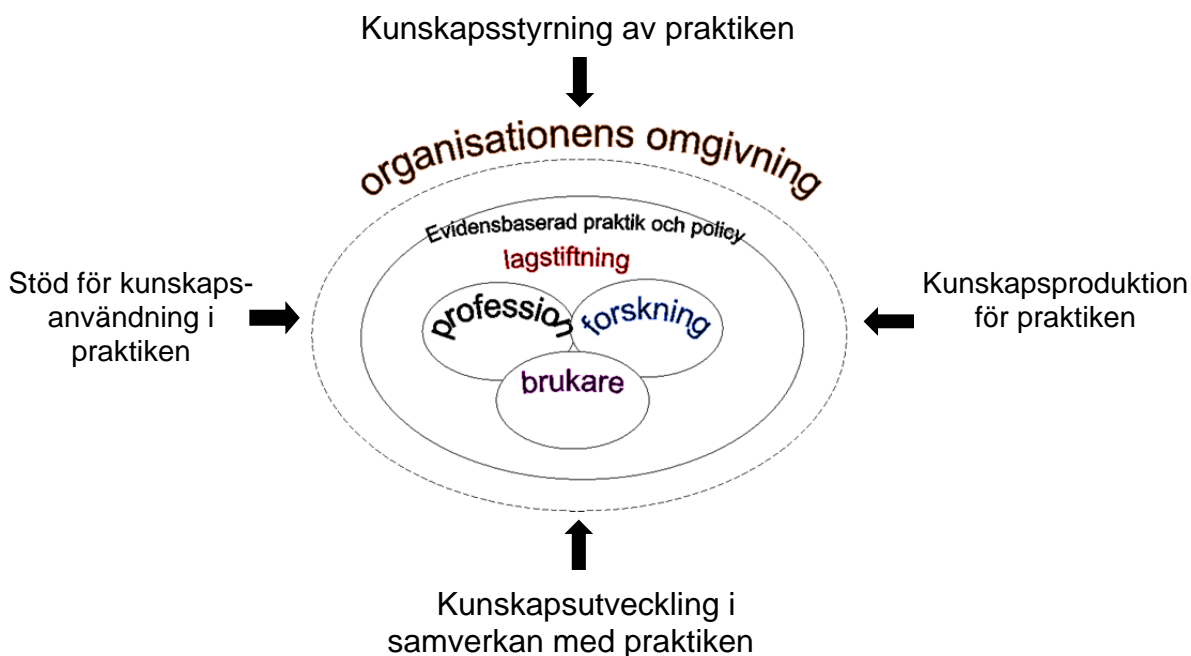 Kunskapsstyrning av praktiken
organisationens omgivning
Evidensbaserad praktik och policy
lagstiftning
profession
forskning
brukare
Stöd för kunskaps-
användning i
praktiken
Kunskapsproduktion
för praktiken
Kunskapsutveckling i
samverkan med praktiken